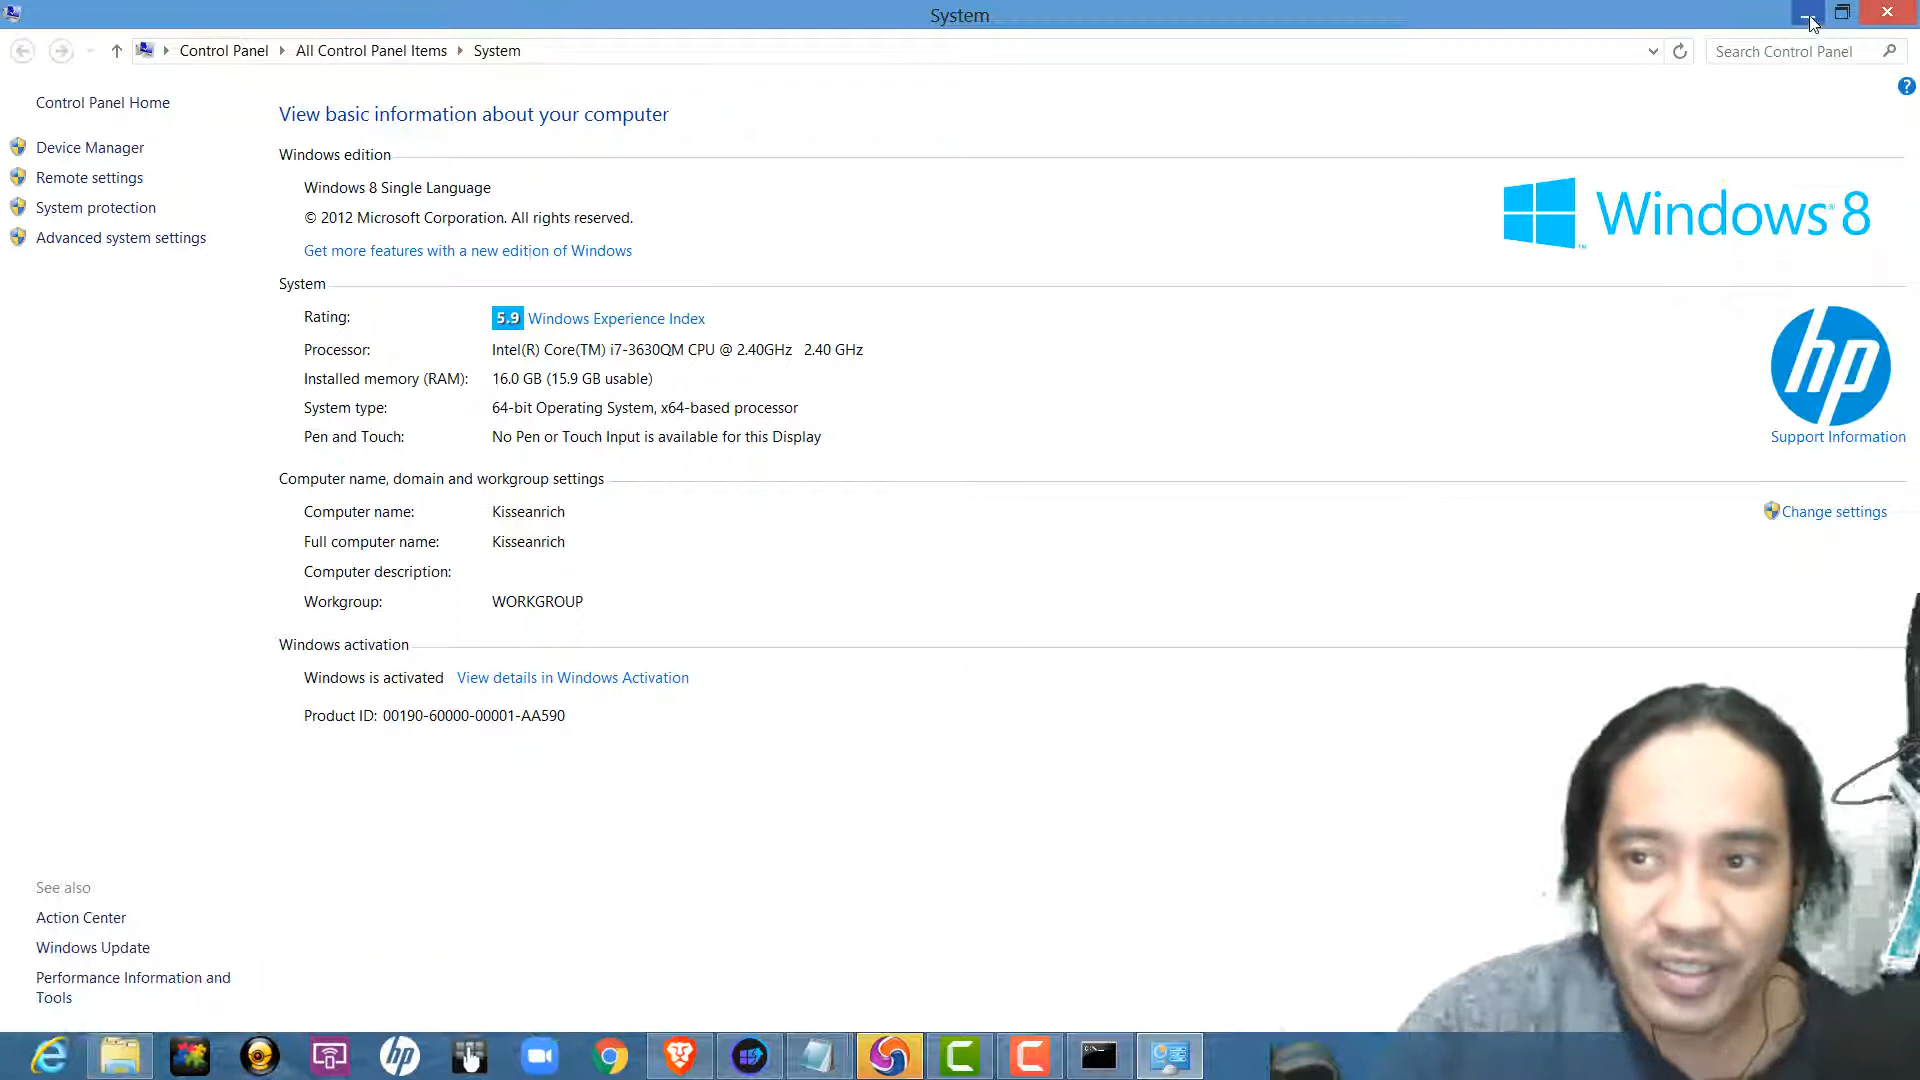 System
Control Panel
All Control Panel Items
System
Search Control Panel
?
Control Panel Home
Device Manager
Remote settings
System protection
Advanced system settings
View basic information about your computer
Windows edition
Windows 8 Single Language
© 2012 Microsoft Corporation. All rights reserved.
Get more features with a new edition of Windows
Windows® 8
System
Rating: 5.9 Windows Experience Index
Processor: Intel(R) Core(TM) i7-3630QM CPU @ 2.40GHz 2.40 GHz
Installed memory (RAM): 16.0 GB (15.9 GB usable)
System type: 64-bit Operating System, x64-based processor
Pen and Touch: No Pen or Touch Input is available for this Display
hp
Support Information
Computer name, domain and workgroup settings
Computer name: Kisseanrich
Change settings
Full computer name: Kisseanrich
Computer description:
Workgroup: WORKGROUP
Windows activation
Windows is activated View details in Windows Activation
Product ID: 00190-60000-00001-AA590
See also
Action Center
Windows Update
Performance Information and
Tools
hp